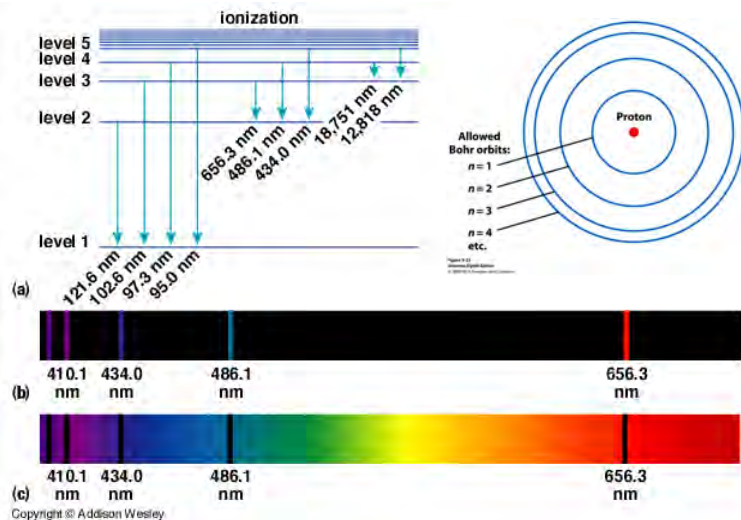 ionization
level 5
level 4
level 3
level 2
level 1
656.3 nm
486.1 nm
434.0 nm
18,751 nm
12,818 nm
121.6 nm
102.6 nm
97.3 nm
95.0 nm
(a)
Proton
Allowed
Bohr orbits:
n = 1
n = 2
n = 3
n = 4
etc.
410.1
nm
434.0
nm
486.1
nm
656.3
nm
(b)
410.1
nm
434.0
nm
486.1
nm
656.3
nm
(c)
Copyright © Addison Wesley